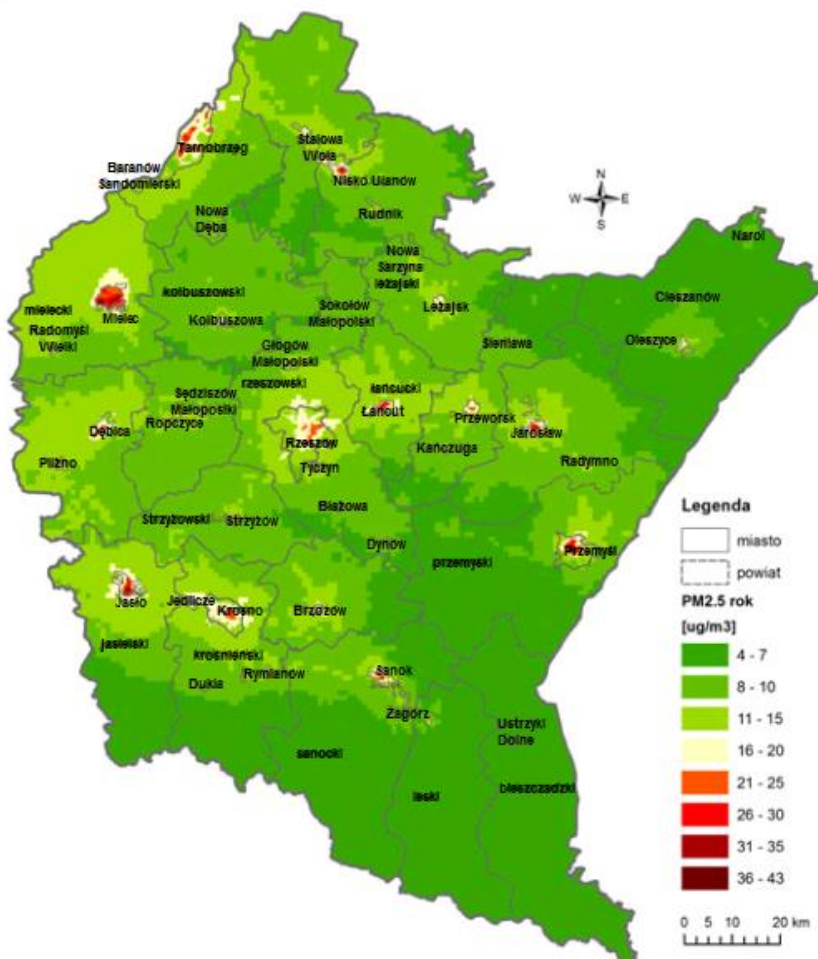 Tarnobrzeg
Stalowa
Wola
Baranów
Sandomierski
Nisko Ulanów
N
W E
S
Nowa
Dęba
Rudnik
Narol
Nowa
Sarzyna
leżajski
kolbuszowski
Cieszanów
mielecki
Mielec
Kolbuszowa
Sokołów
Małopolski
Leżajsk
Radomyśl
Wielki
Głogów
Małopolski
Sieniawa
Oleszyce
Sędziszów
Małopolski
rzeszowski
łańcucki
Łańcut
Przeworsk
Ropczyce
Dębica
Rzeszów
Jarosław
Pilzno
Tyczyn
Kańczuga
Radymno
Strzyżowski
Strzyżów
Błażowa
Dynów
przemyski
Przemyśl
Jasło
Jedlicze
Krosno
Brzozów
jasielski
krośnieński
Rymianów
Dukla
Sanok
Zagórz
sanocki
Ustrzyki
Dolne
leski
bieszczadzki
Legenda
miasto
powiat
PM2.5 rok
[ug/m3]
4 - 7
8 - 10
11 - 15
16 - 20
21 - 25
26 - 30
31 - 35
36 - 43
0 5 10 20 km